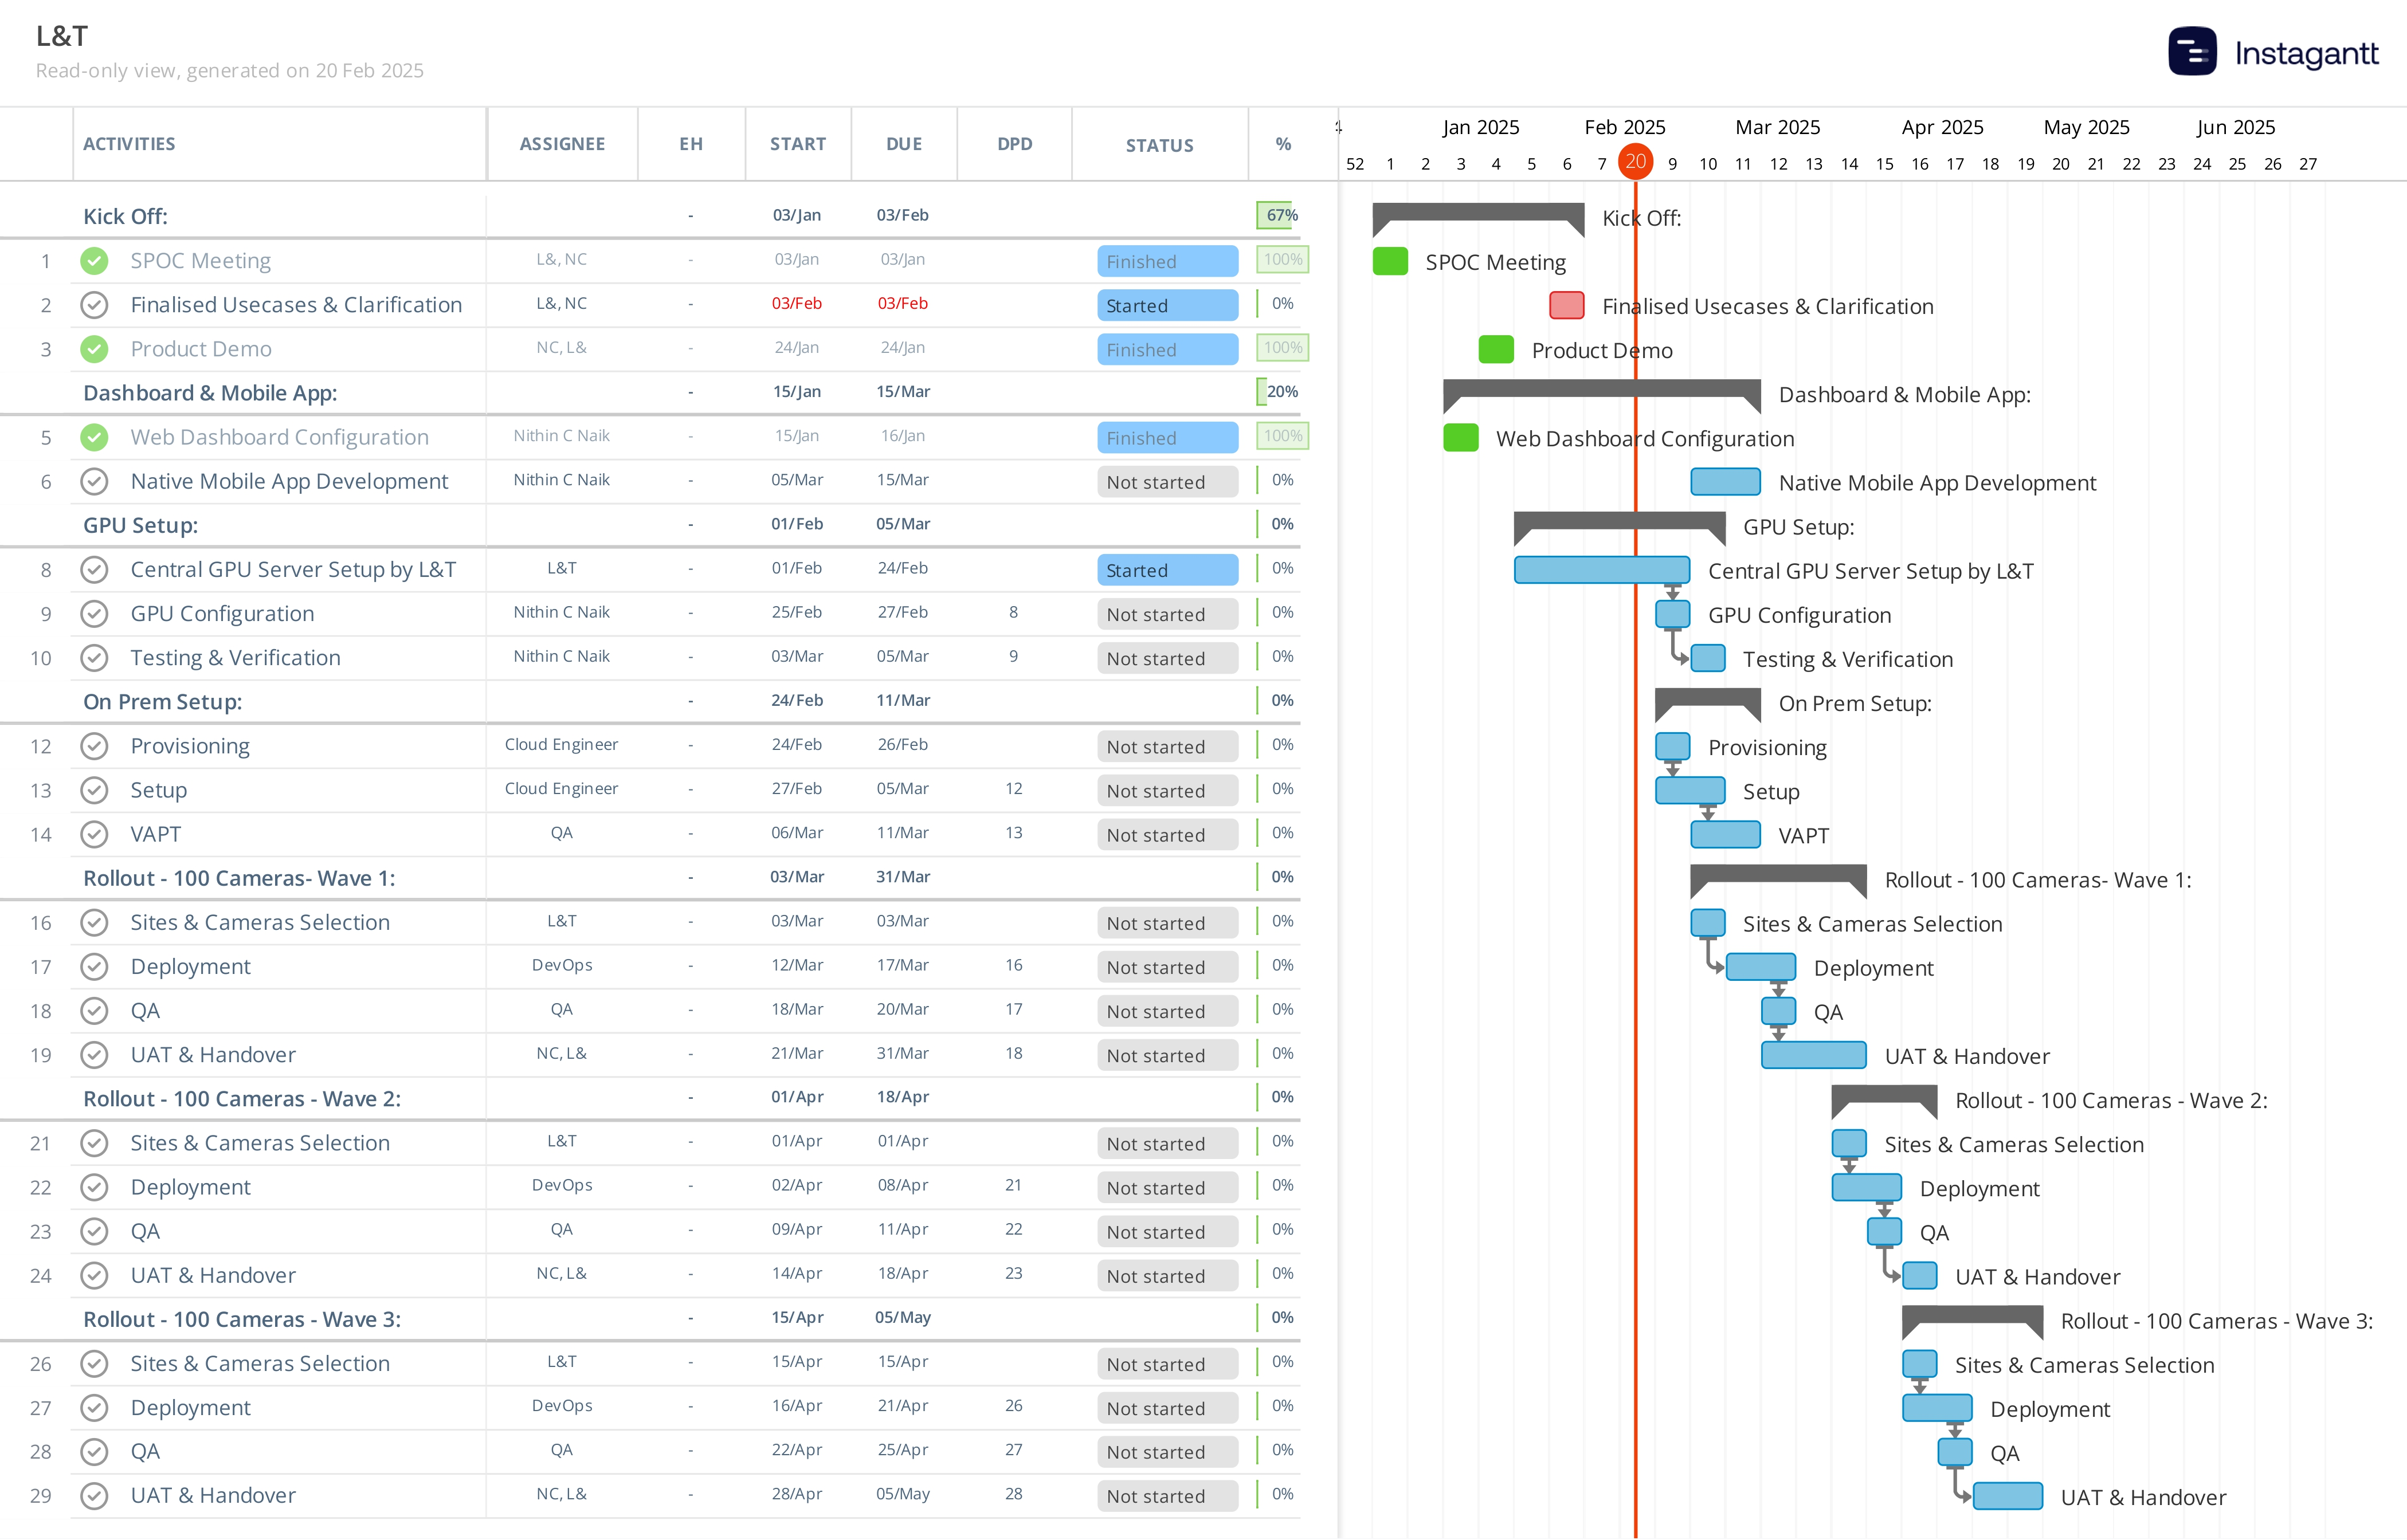 L&T
Read-only view, generated on 20 Feb 2025
Instagantt
ACTIVITIES ASSIGNEE EH START DUE DPD STATUS %
4 Jan 2025 Feb 2025 Mar 2025 Apr 2025 May 2025 Jun 2025
52 1 2 3 4 5 6 7 20 9 10 11 12 13 14 15 16 17 18 19 20 21 22 23 24 25 26 27
Kick Off: - 03/Jan 03/Feb 67% Kick Off:
1 SPOC Meeting L&, NC - 03/Jan 03/Jan Finished 100% SPOC Meeting
2 Finalised Usecases & Clarification L&, NC - 03/Feb 03/Feb Started 0% Finalised Usecases & Clarification
3 Product Demo NC, L& - 24/Jan 24/Jan Finished 100% Product Demo
Dashboard & Mobile App: - 15/Jan 15/Mar 20% Dashboard & Mobile App:
5 Web Dashboard Configuration Nithin C Naik - 15/Jan 16/Jan Finished 100% Web Dashboard Configuration
6 Native Mobile App Development Nithin C Naik - 05/Mar 15/Mar Not started 0% Native Mobile App Development
GPU Setup: - 01/Feb 05/Mar 0% GPU Setup:
8 Central GPU Server Setup by L&T L&T - 01/Feb 24/Feb Started 0% Central GPU Server Setup by L&T
9 GPU Configuration Nithin C Naik - 25/Feb 27/Feb 8 Not started 0% GPU Configuration
10 Testing & Verification Nithin C Naik - 03/Mar 05/Mar 9 Not started 0% Testing & Verification
On Prem Setup: - 24/Feb 11/Mar 0% On Prem Setup:
12 Provisioning Cloud Engineer - 24/Feb 26/Feb Not started 0% Provisioning
13 Setup Cloud Engineer - 27/Feb 05/Mar 12 Not started 0% Setup
14 VAPT QA - 06/Mar 11/Mar 13 Not started 0% VAPT
Rollout - 100 Cameras- Wave 1: - 03/Mar 31/Mar 0% Rollout - 100 Cameras- Wave 1:
16 Sites & Cameras Selection L&T - 03/Mar 03/Mar Not started 0% Sites & Cameras Selection
17 Deployment DevOps - 12/Mar 17/Mar 16 Not started 0% Deployment
18 QA QA - 18/Mar 20/Mar 17 Not started 0% QA
19 UAT & Handover NC, L& - 21/Mar 31/Mar 18 Not started 0% UAT & Handover
Rollout - 100 Cameras - Wave 2: - 01/Apr 18/Apr 0% Rollout - 100 Cameras - Wave 2:
21 Sites & Cameras Selection L&T - 01/Apr 01/Apr Not started 0% Sites & Cameras Selection
22 Deployment DevOps - 02/Apr 08/Apr 21 Not started 0% Deployment
23 QA QA - 09/Apr 11/Apr 22 Not started 0% QA
24 UAT & Handover NC, L& - 14/Apr 18/Apr 23 Not started 0% UAT & Handover
Rollout - 100 Cameras - Wave 3: - 15/Apr 05/May 0% Rollout - 100 Cameras - Wave 3:
26 Sites & Cameras Selection L&T - 15/Apr 15/Apr Not started 0% Sites & Cameras Selection
27 Deployment DevOps - 16/Apr 21/Apr 26 Not started 0% Deployment
28 QA QA - 22/Apr 25/Apr 27 Not started 0% QA
29 UAT & Handover NC, L& - 28/Apr 05/May 28 Not started 0% UAT & Handover